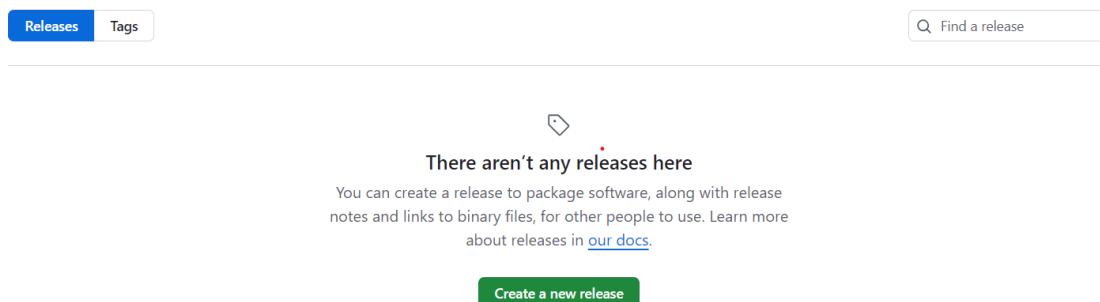 Releases Tags Find a release
There aren’t any releases here
You can create a release to package software, along with release
notes and links to binary files, for other people to use. Learn more
about releases in our docs.
Create a new release